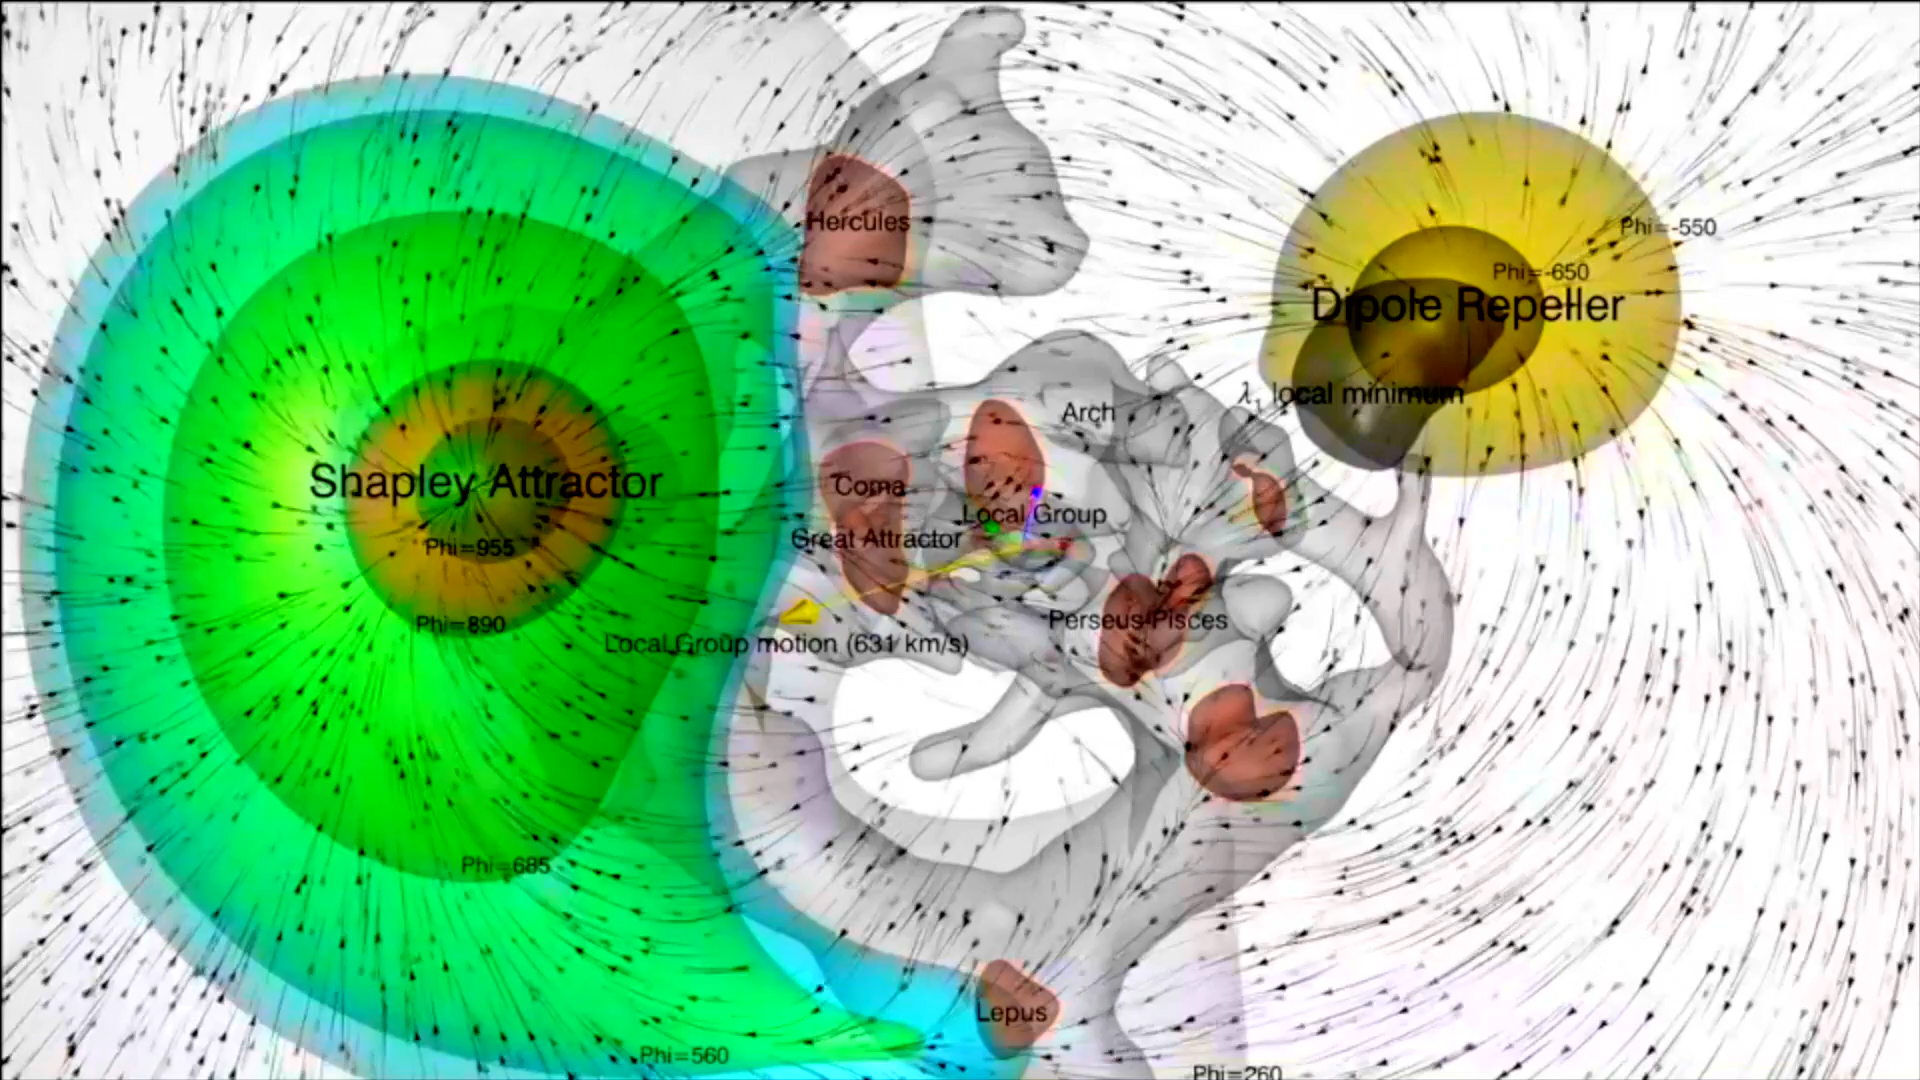 Hercules
Phi=-550
Phi=-650
Dipole Repeller
λ₁ local minimum
Arch
Shapley Attractor
Coma
Local Group
Great Attractor
Phi=955
Phi=890
Perseus-Pisces
Local Group motion (631 km/s)
Phi=685
Lepus
Phi=560
Phi=260